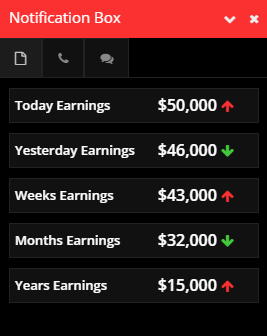 Notification Box
Today Earnings $50,000
Yesterday Earnings $46,000
Weeks Earnings $43,000
Months Earnings $32,000
Years Earnings $15,000